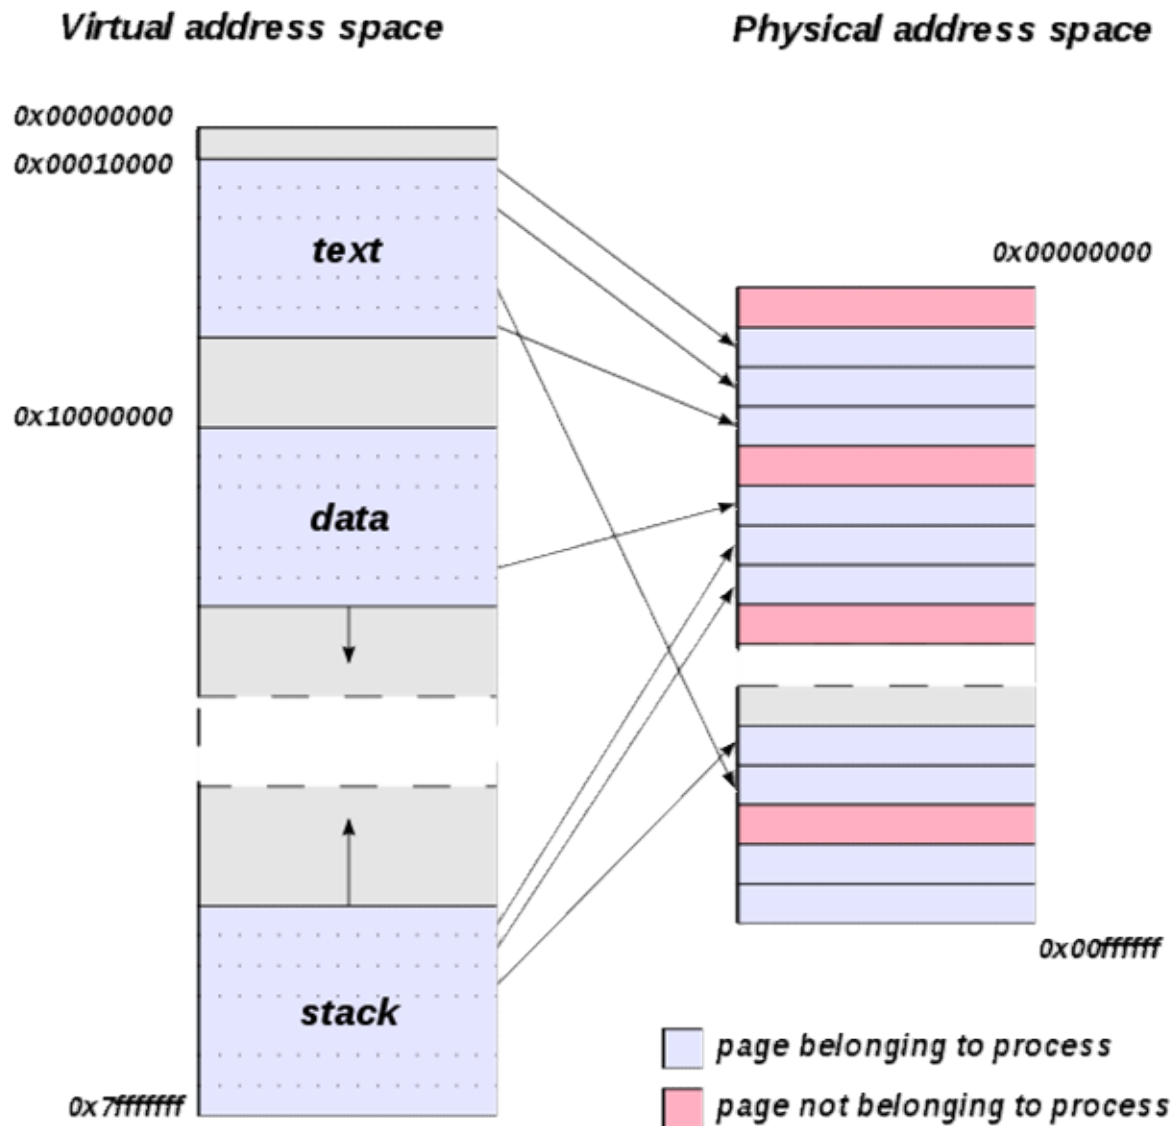 Virtual address space
Physical address space
0x00000000
0x00010000
text
0x00000000
0x10000000
data
0x00ffffff
stack
page belonging to process
0x7fffffff
page not belonging to process